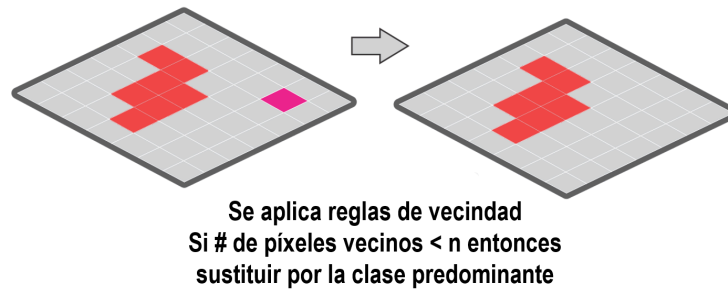 Se aplica reglas de vecindad
Si # de píxeles vecinos < n entonces
sustituir por la clase predominante